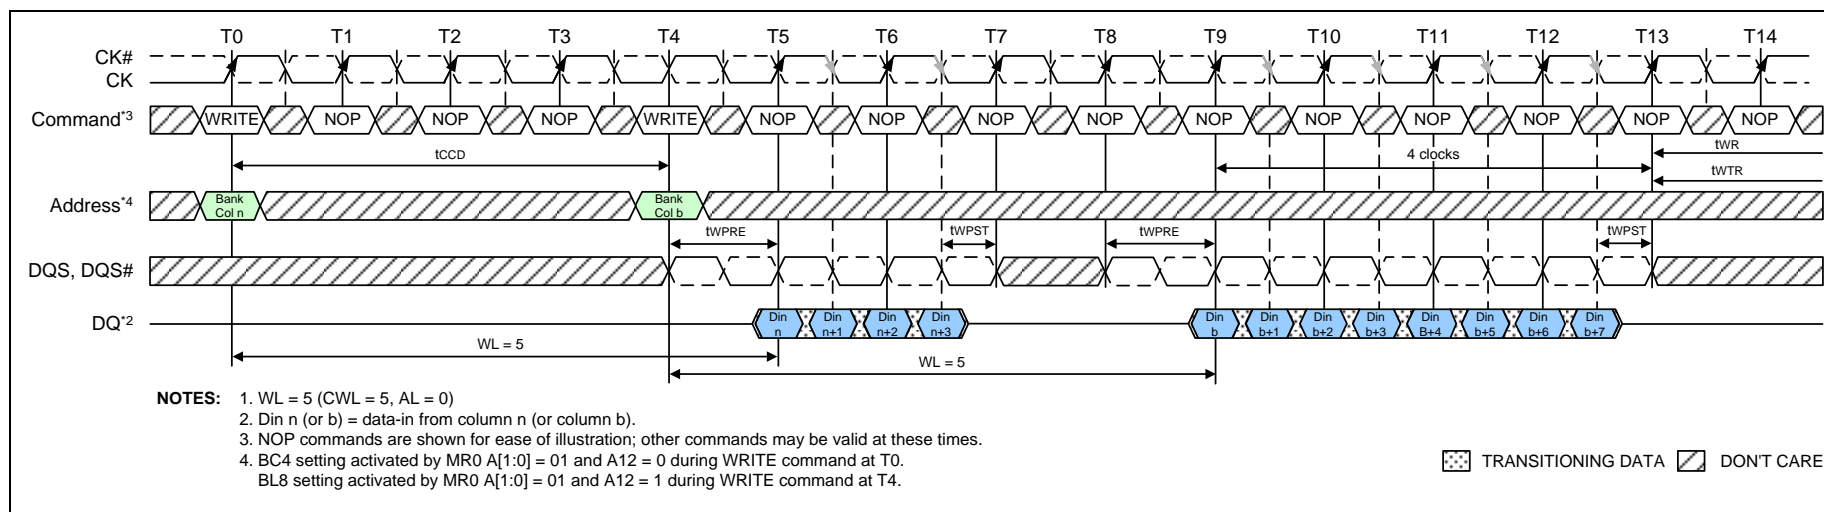 T0 T1 T2 T3 T4 T5 T6 T7 T8 T9 T10 T11 T12 T13 T14
CK#
CK
Command*3 WRITE NOP NOP NOP WRITE NOP NOP NOP NOP NOP NOP NOP NOP NOP NOP
tCCD 4 clocks tWR
tWTR
Address*4 Bank Col n Bank Col b
tWPRE tWPST tWPRE tWPST
DQS, DQS#
DQ*2 Din n Din n+1 Din n+2 Din n+3 Din b Din b+1 Din b+2 Din b+3 Din B+4 Din b+5 Din b+6 Din b+7
WL = 5
WL = 5
NOTES: 1. WL = 5 (CWL = 5, AL = 0)
2. Din n (or b) = data-in from column n (or column b).
3. NOP commands are shown for ease of illustration; other commands may be valid at these times.
4. BC4 setting activated by MR0 A[1:0] = 01 and A12 = 0 during WRITE command at T0.
BL8 setting activated by MR0 A[1:0] = 01 and A12 = 1 during WRITE command at T4.
TRANSITIONING DATA DON'T CARE